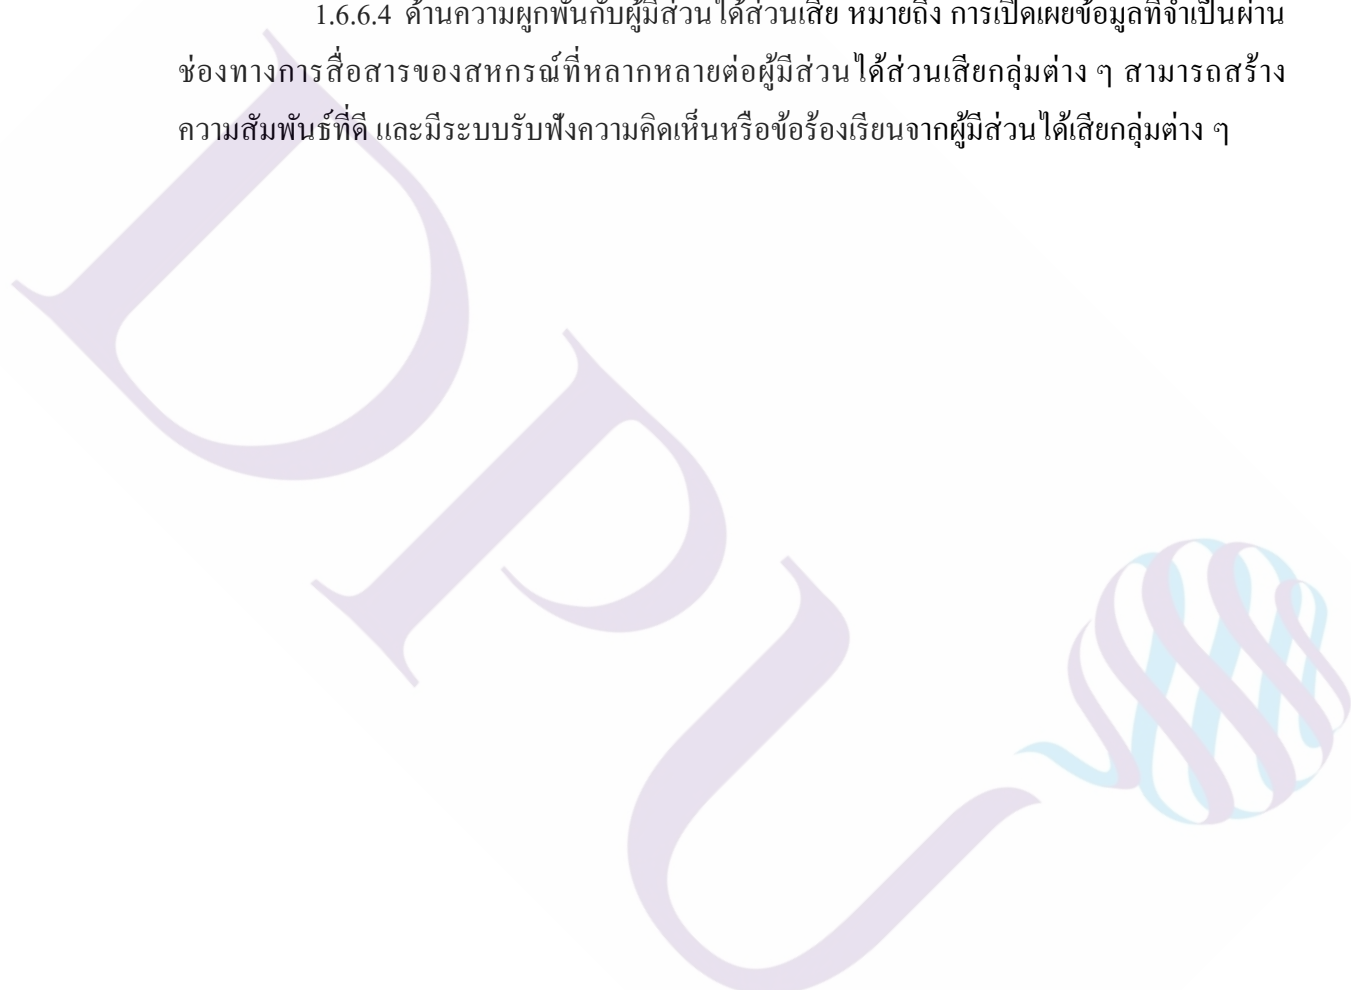 1.6.6.4 ด้านความผูกพันกับผู้มีส่วนได้ส่วนเสีย หมายถึง การเปิดเผยข้อมูลที่จำเป็นผ่าน
ช่องทางการสื่อสารของสหกรณ์ที่หลากหลายต่อผู้มีส่วนได้ส่วนเสียกลุ่มต่าง ๆ สามารถสร้าง
ความสัมพันธ์ที่ดี และมีระบบรับฟังความคิดเห็นหรือข้อร้องเรียนจากผู้มีส่วนได้เสียกลุ่มต่าง ๆ
DPU